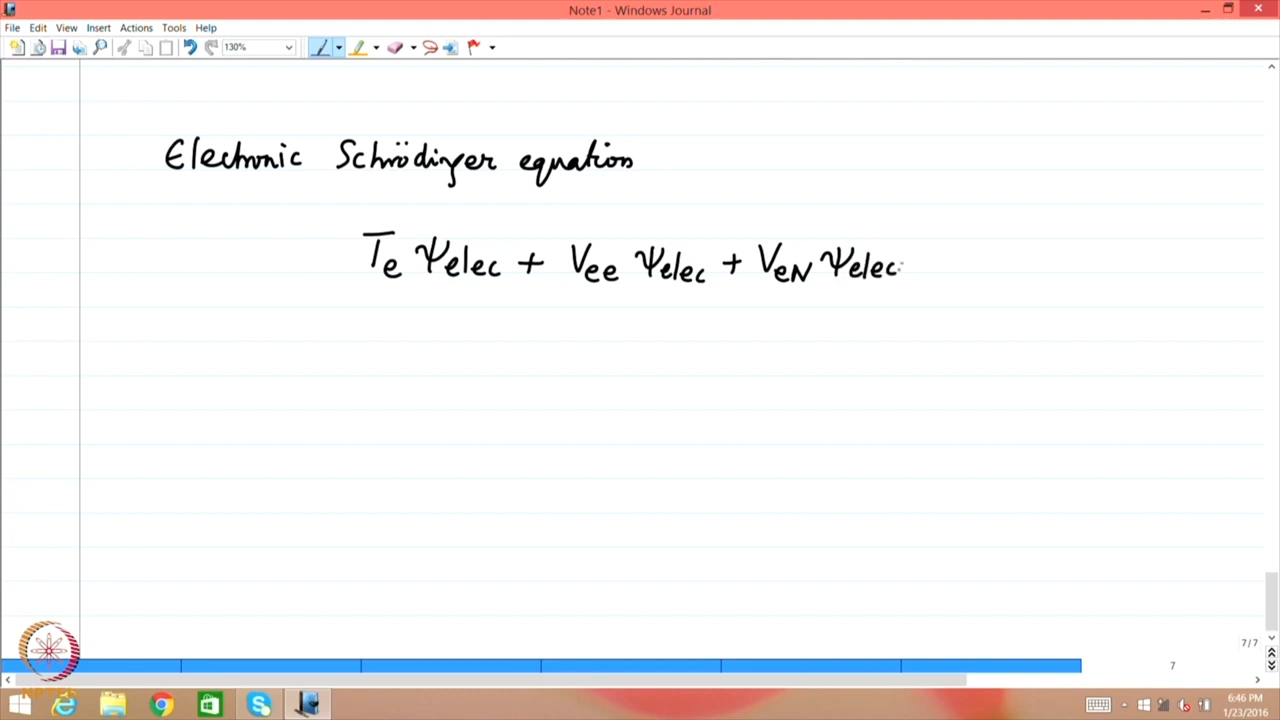 Note1 - Windows Journal
File Edit View Insert Actions Tools Help
130%
Electronic Schrödinger equation
Te Ψelec + Vee Ψelec + VeN Ψelec
7/7
7
NPTEL
6:46 PM
1/23/2016